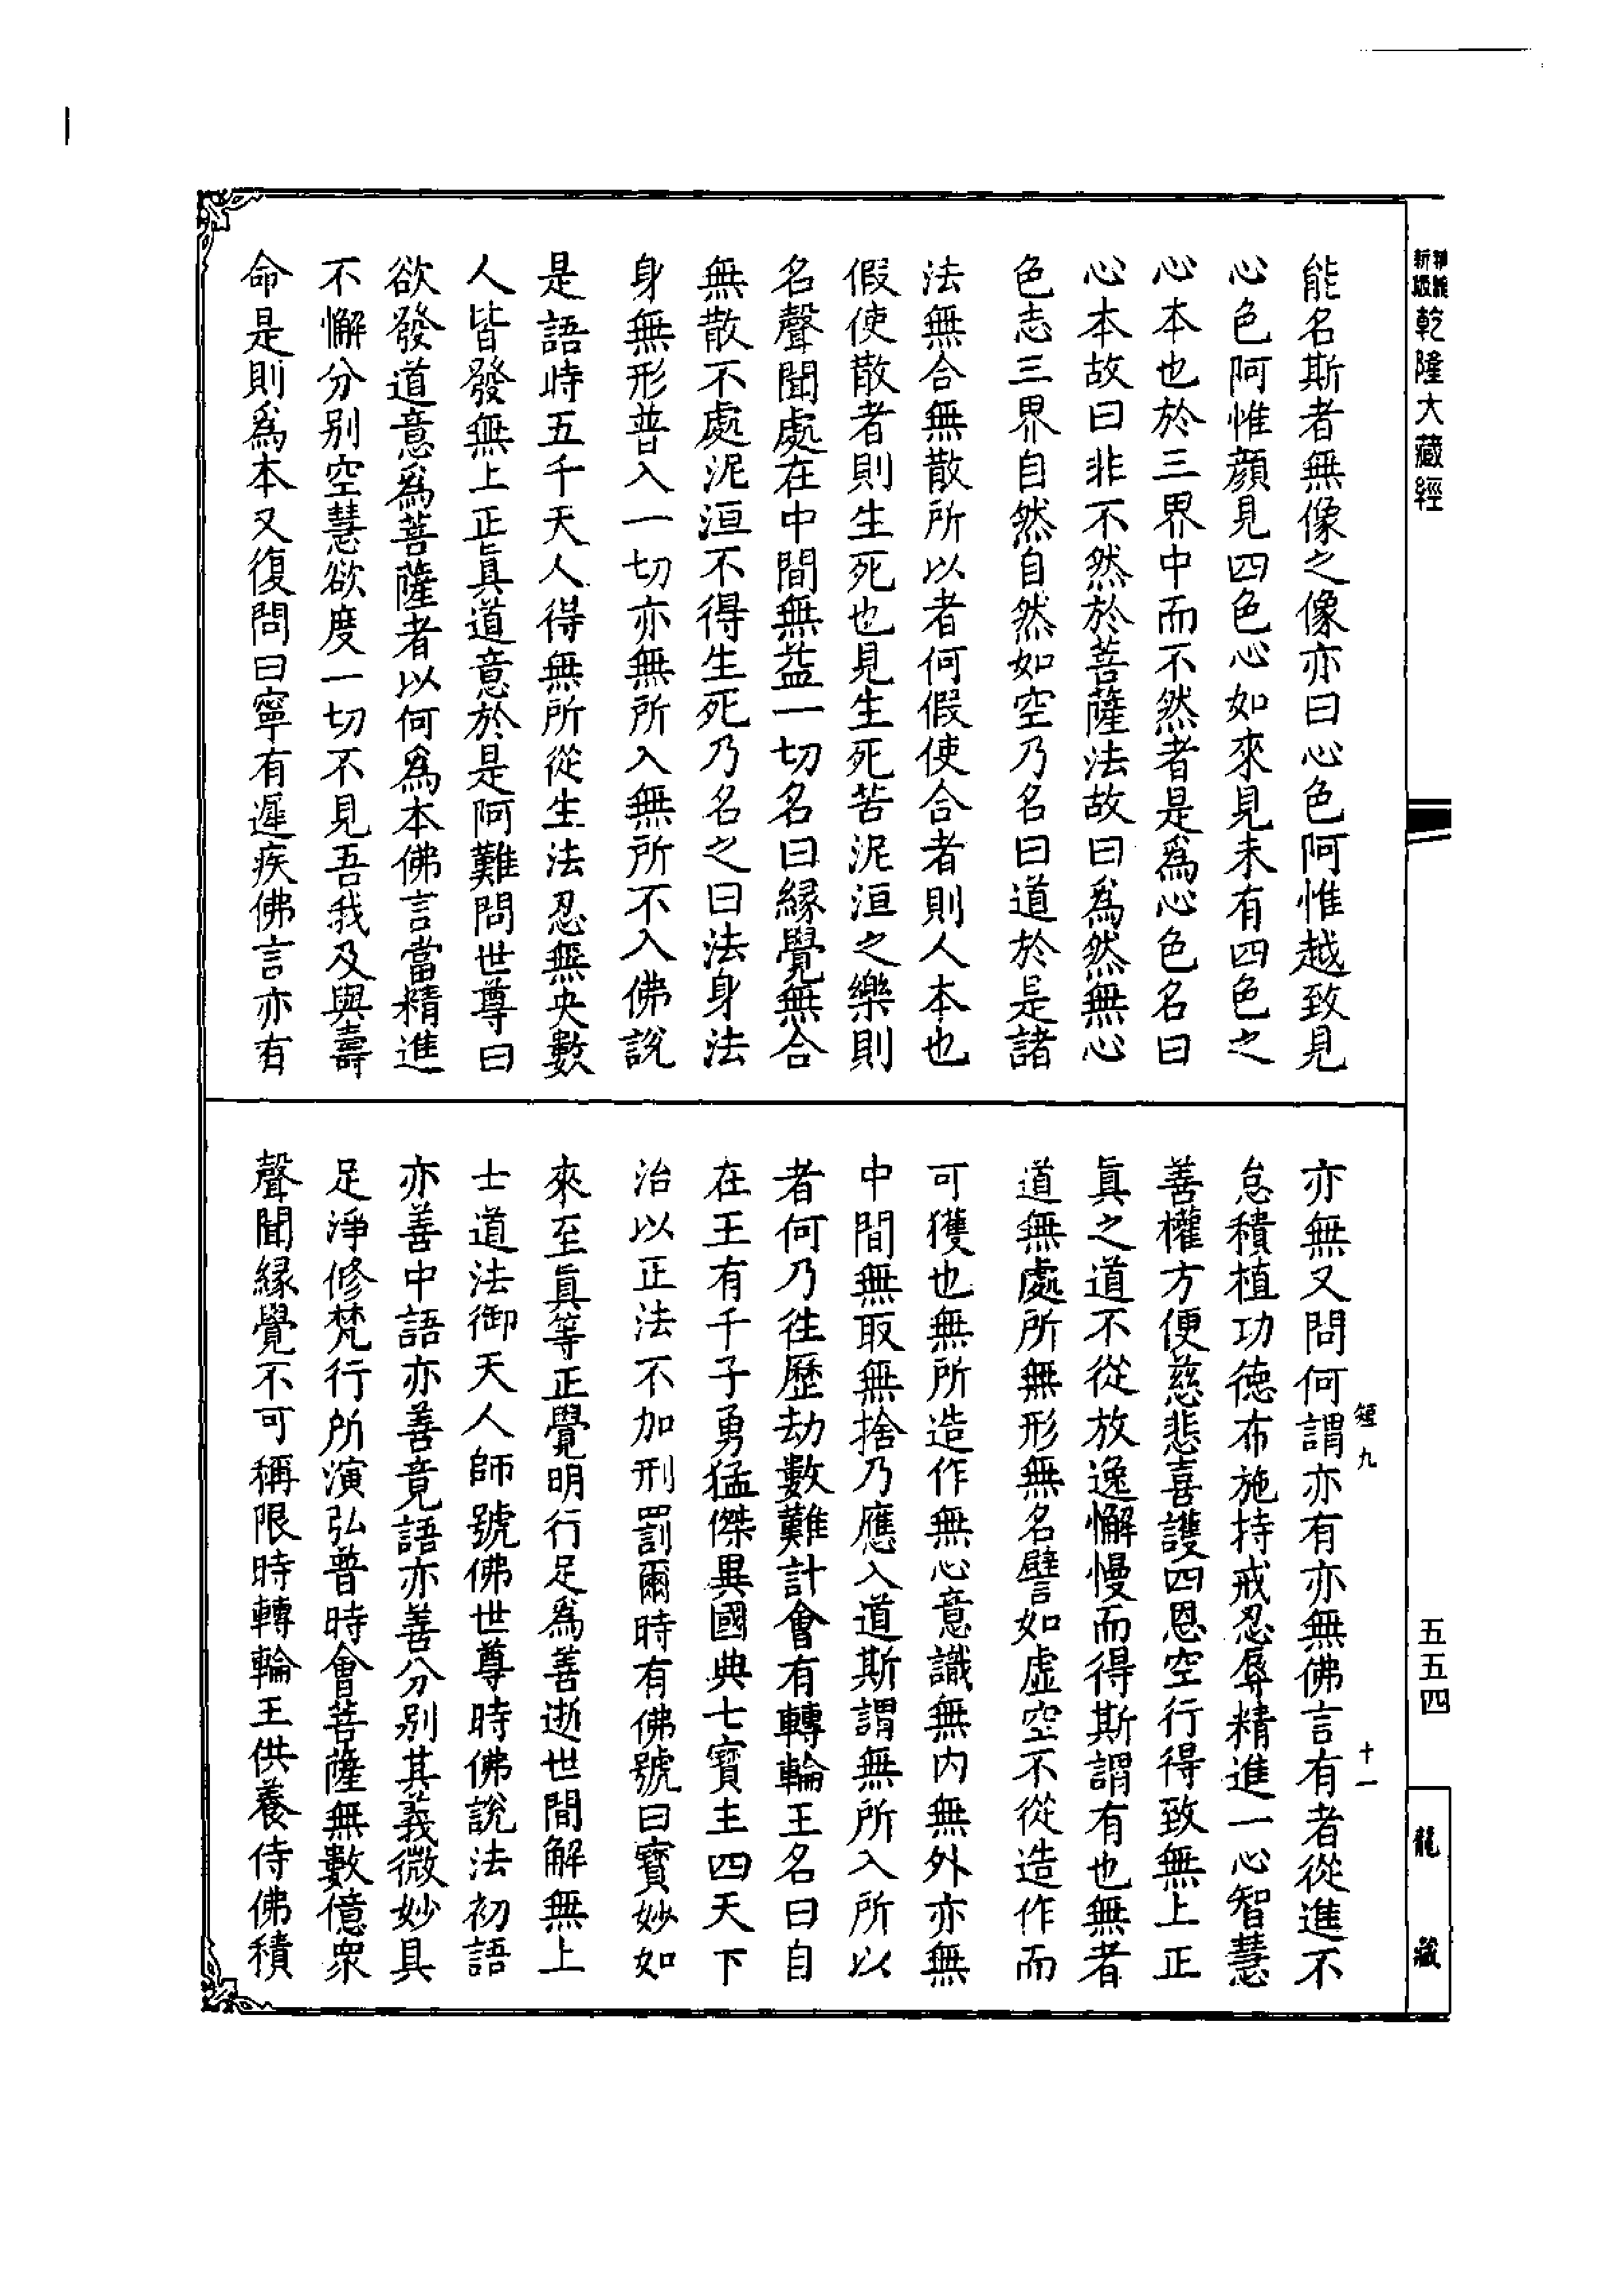 乾隆大藏經
能名斯者無像之像亦曰心色阿惟越致見
心色阿惟顔見四色心如來見未有四色之
心本也於三界中而不然者是爲心色名曰
心本故曰非不然於菩薩法故曰爲然無心
色志三界自然自然如空乃名曰道於是諸
法無合無散所以者何假使合者則人本也
假使散者則生死也見生死苦泥洹之樂則
名聲聞處在中間無益一切名曰縁覺無合
無散不處泥洹不得生死乃名之曰法身法
身無形普入一切亦無所入無所不入佛說
是語時五千天人得無所從生法忍無央數
人皆發無上正眞道意於是阿難問世尊曰
欲發道意爲菩薩者以何爲本佛言當精進
不懈分别空慧欲度一切不見吾我及與壽
命是則爲本又復問曰寧有遲疾佛言亦有
亦無又問何謂亦有亦無佛言有者從進不
怠積植功德布施持戒忍辱精進一心智慧
善權方便慈悲喜護四恩空行得致無上正
眞之道不從放逸懈慢而得斯謂有也無者
道無處所無形無名譬如虚空不從造作而
可獲也無所造作無心意識無内無外亦無
中間無取無捨乃應入道斯謂無所入所以
者何乃徃歷劫數難計會有轉輪王名曰自
在王有千子勇猛傑異國典七寳主四天下
治以正法不加刑罰爾時有佛號曰寳妙如
來至眞等正覺明行足爲善逝世間解無上
士道法御天人師號佛世尊時佛說法初語
亦善中語亦善竟語亦善分别其義微妙具
足淨修梵行所演弘普時會菩薩無數億衆
聲聞縁覺不可稱限時轉輪王供養侍佛積
短九
十一
五五四
龍藏